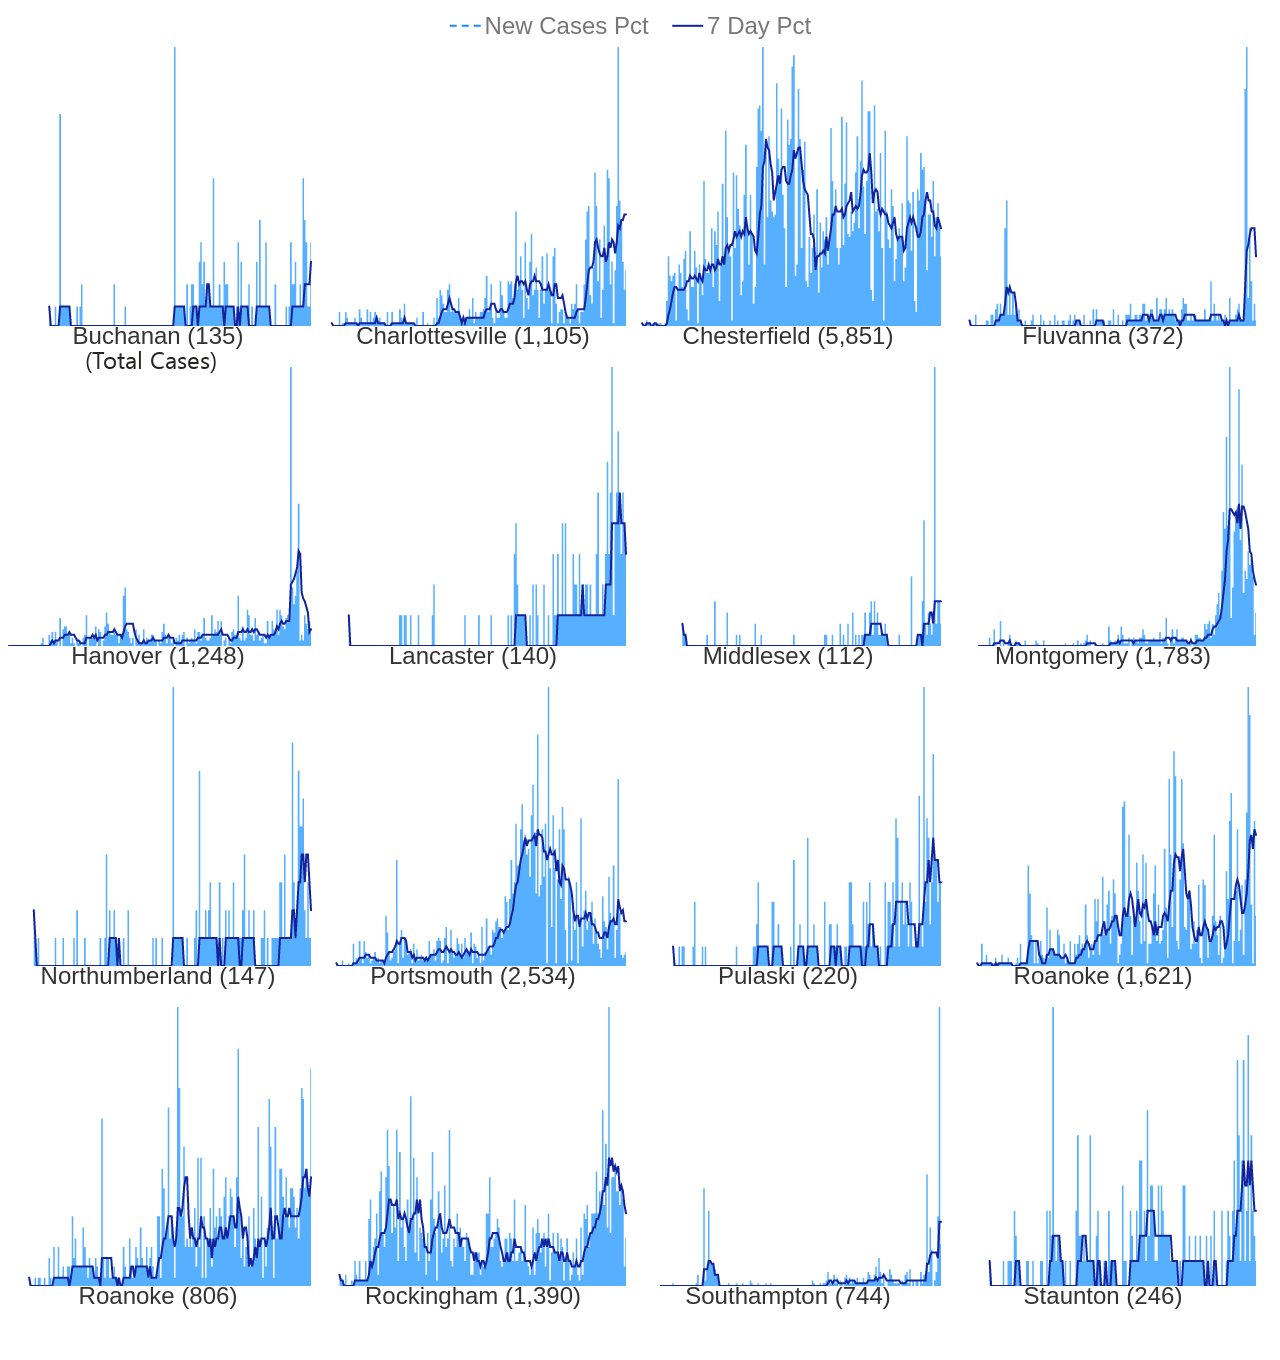 New Cases Pct 7 Day Pct
Buchanan (135) Charlottesville (1,105) Chesterfield (5,851) Fluvanna (372)
(Total Cases)
Hanover (1,248) Lancaster (140) Middlesex (112) Montgomery (1,783)
Northumberland (147) Portsmouth (2,534) Pulaski (220) Roanoke (1,621)
Roanoke (806) Rockingham (1,390) Southampton (744) Staunton (246)